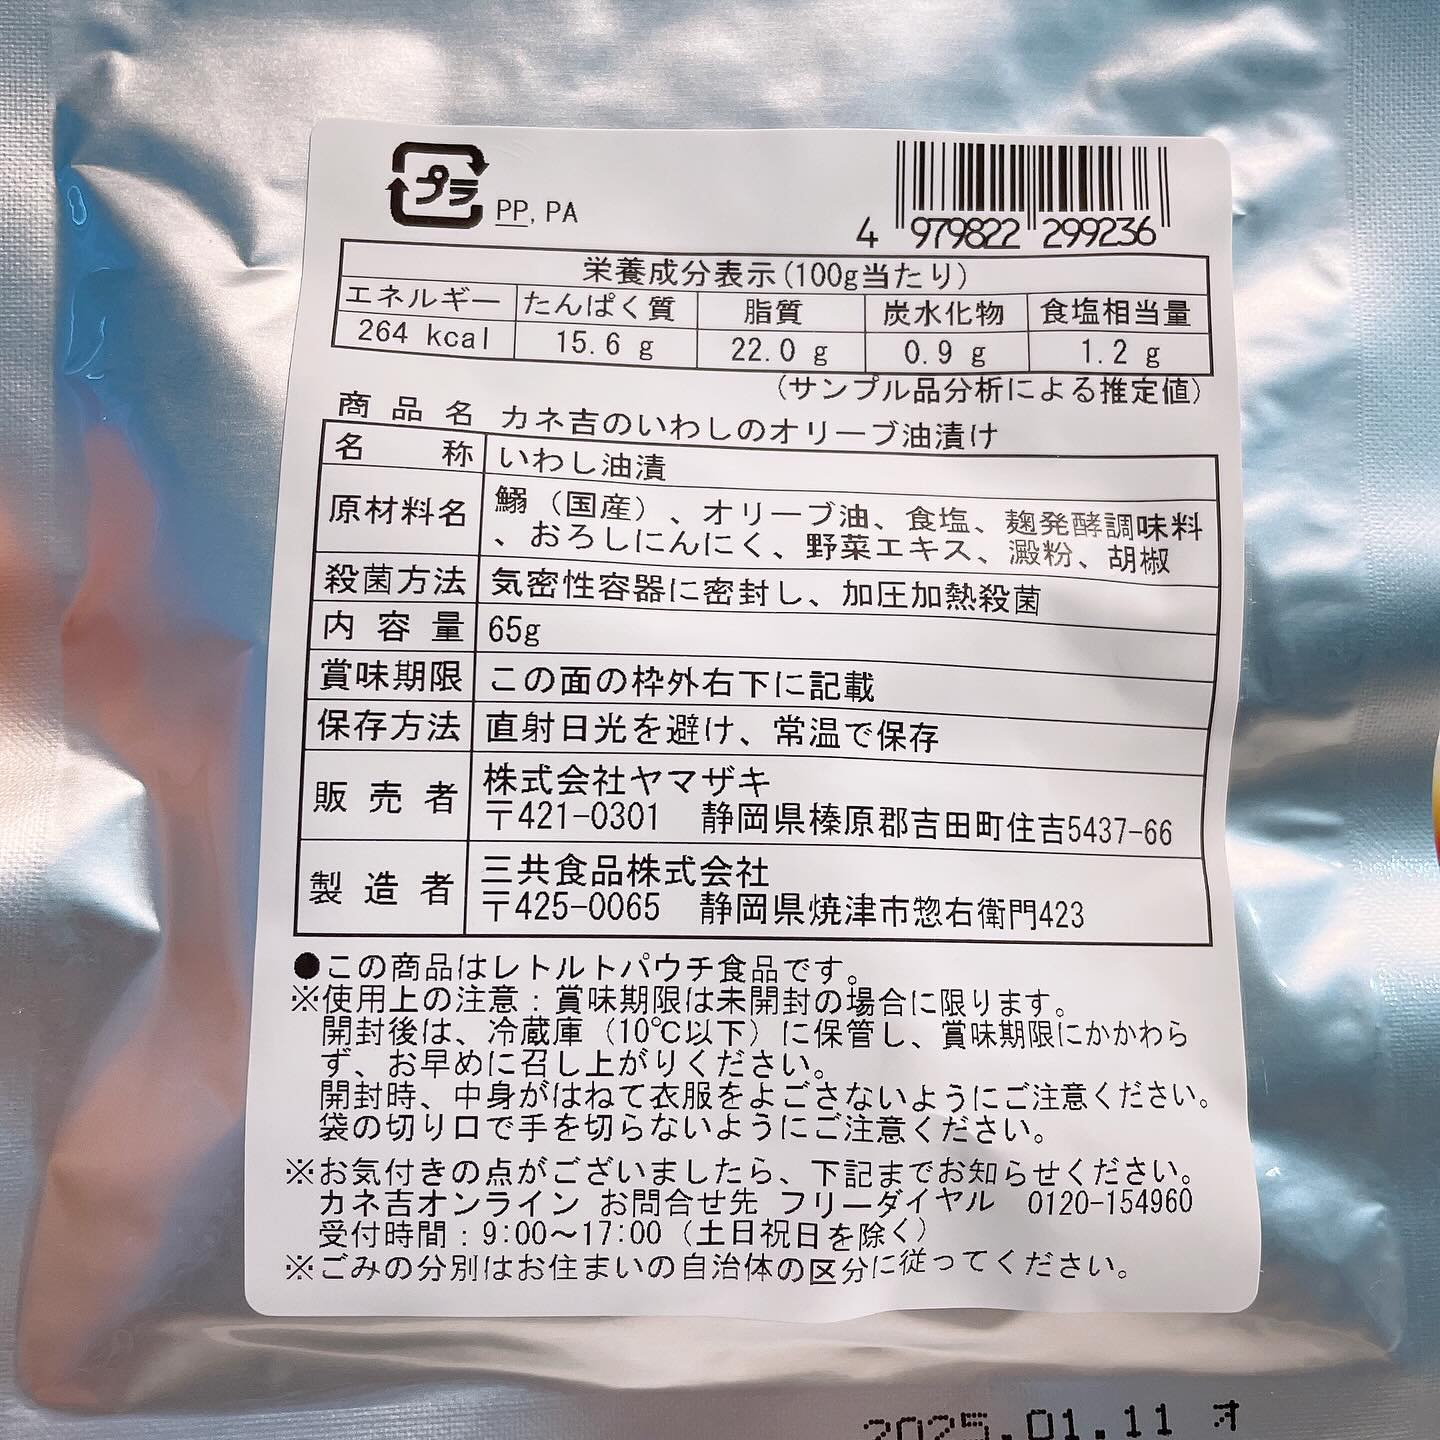 プラ PP, PA
4 979822 299236
栄養成分表示(100g当たり)
エネルギー たんぱく質 脂質 炭水化物 食塩相当量
264 kcal 15.6 g 22.0 g 0.9 g 1.2 g
(サンプル品分析による推定値)
商品名 カネ吉のいわしのオリーブ油漬け
名称 いわし油漬
原材料名 鰯(国産)、オリーブ油、食塩、麹発酵調味料
、おろしにんにく、野菜エキス、澱粉、胡椒
殺菌方法 気密性容器に密封し、加圧加熱殺菌
内容量 65g
賞味期限 この面の枠外右下に記載
保存方法 直射日光を避け、常温で保存
販売者 株式会社ヤマザキ
〒421-0301 静岡県榛原郡吉田町住吉5437-66
製造者 三共食品株式会社
〒425-0065 静岡県焼津市惣右衛門423
●この商品はレトルトパウチ食品です。
※使用上の注意:賞味期限は未開封の場合に限ります。
開封後は、冷蔵庫(10℃以下)に保管し、賞味期限にかかわら
ず、お早めに召し上がりください。
開封時、中身がはねて衣服をよごさないようにご注意ください。
袋の切り口で手を切らないようにご注意ください。
※お気付きの点がございましたら、下記までお知らせください。
カネ吉オンライン お問合せ先 フリーダイヤル 0120-154960
受付時間:9:00〜17:00(土日祝日を除く)
※ごみの分別はお住まいの自治体の区分に従ってください。
2025.01.11 オ